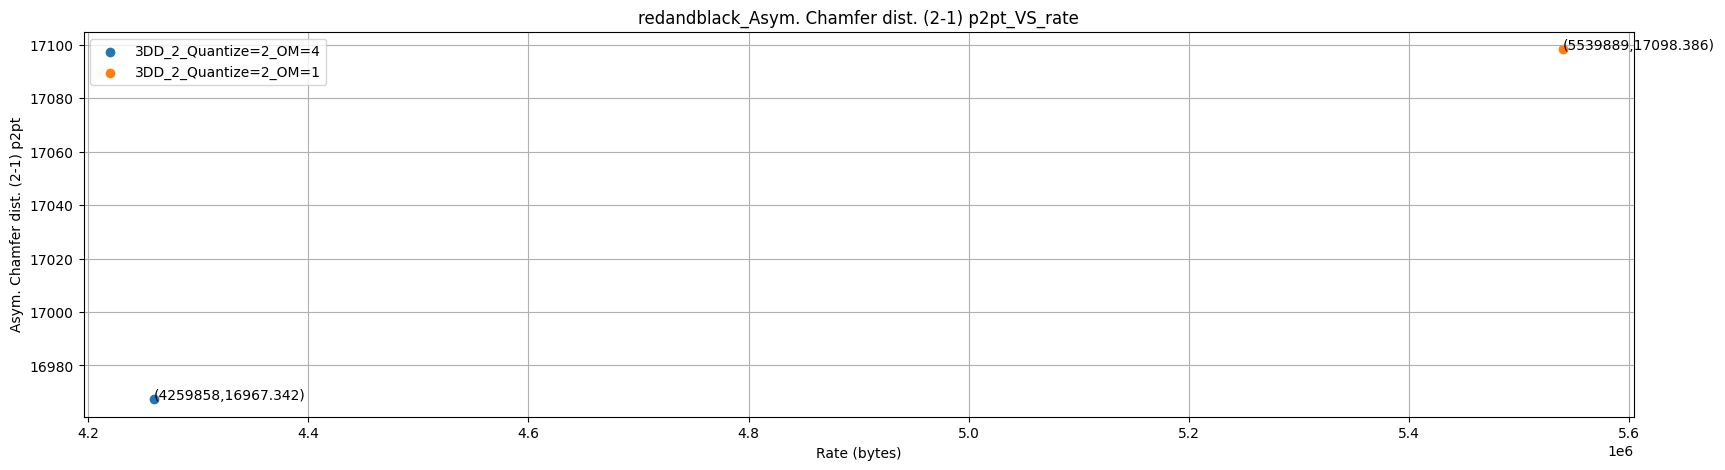 redandblack_Asym. Chamfer dist. (2-1) p2pt_VS_rate
3DD_2_Quantize=2_OM=4
3DD_2_Quantize=2_OM=1
(5539889,17098.386)
(4259858,16967.342)
17100
17080
17060
17040
17020
17000
16980
Asym. Chamfer dist. (2-1) p2pt
4.2 4.4 4.6 4.8 5.0 5.2 5.4 5.6
1e6
Rate (bytes)